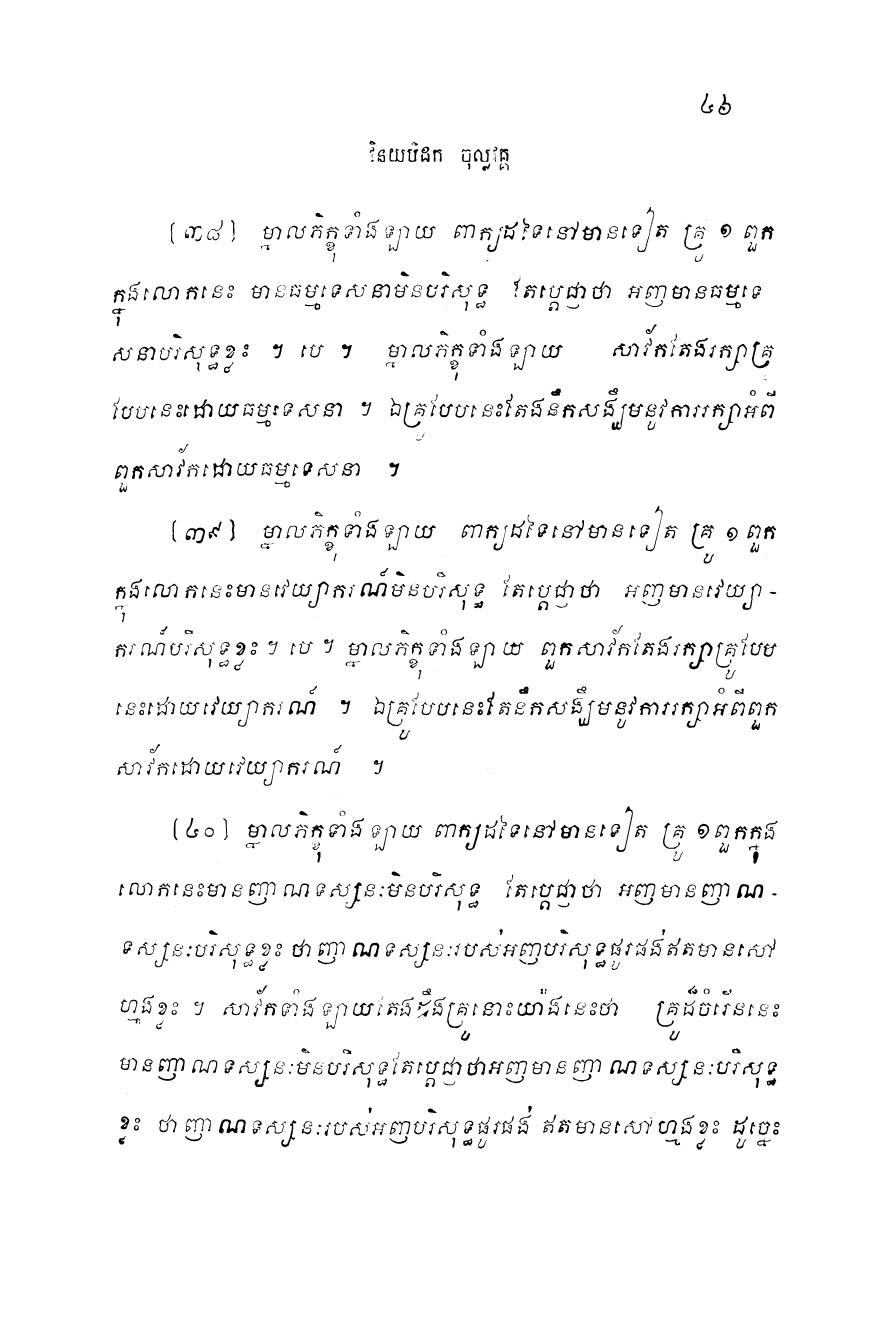 ៤៦
វិនយបិដក ចុល្លវគ្គ
(៣៨) ម្នាលភិក្ខុទាំងឡាយ ពាក្យដទៃនៅមានទៀត គ្រូ ១ ពួក
ក្នុងលោកនេះ មានធម្មទេសនាមិនបរិសុទ្ធ តែប្តេជ្ញាថា អញមានធម្មទេ
សនាបរិសុទ្ធខ្លះ ។ បេ ។ ម្នាលភិក្ខុទាំងឡាយ សាវ័កតែងរក្សាគ្រូ
បែបនេះដោយធម្មទេសនា ។ ឯគ្រូបែបនេះតែងនឹកសង្ឃឹមនូវការរក្សាអំពី
ពួកសាវ័កដោយធម្មទេសនា ។
(៣៩) ម្នាលភិក្ខុទាំងឡាយ ពាក្យដទៃនៅមានទៀត គ្រូ ១ ពួក
ក្នុងលោកនេះមានវេយ្យាករណ៍មិនបរិសុទ្ធ តែប្តេជ្ញាថា អញមានវេយ្យា -
ករណ៍បរិសុទ្ធខ្លះ ។ បេ ។ ម្នាលភិក្ខុទាំងឡាយ ពួកសាវ័កតែងរក្សាគ្រូបែប
នេះដោយវេយ្យាករណ៍ ។ ឯគ្រូបែបនេះតែនឹកសង្ឃឹមនូវការរក្សាអំពីពួក
សាវ័កដោយវេយ្យាករណ៍ ។
(៤០) ម្នាលភិក្ខុទាំងឡាយ ពាក្យដទៃនៅមានទៀត គ្រូ ១ ពួកក្នុង
លោកនេះមានញាណទស្សនៈមិនបរិសុទ្ធ តែប្តេជ្ញាថា អញមានញាណ -
ទស្សនៈបរិសុទ្ធខ្លះ ថាញាណទស្សនៈរបស់អញបរិសុទ្ធផូរផង់ឥតមានសៅ
ហ្មងខ្លះ ។ សាវ័កទាំងឡាយតែងដឹងគ្រូនោះយ៉ាងនេះថា គ្រូដ៏ចំរើននេះ
មានញាណទស្សនៈមិនបរិសុទ្ធតែប្តេជ្ញាថាអញមានញាណទស្សនៈបរិសុទ្ធ
ខ្លះ ថាញាណទស្សនៈរបស់អញបរិសុទ្ធផូរផង់ ឥតមានសៅហ្មងខ្លះ ដូច្នេះ